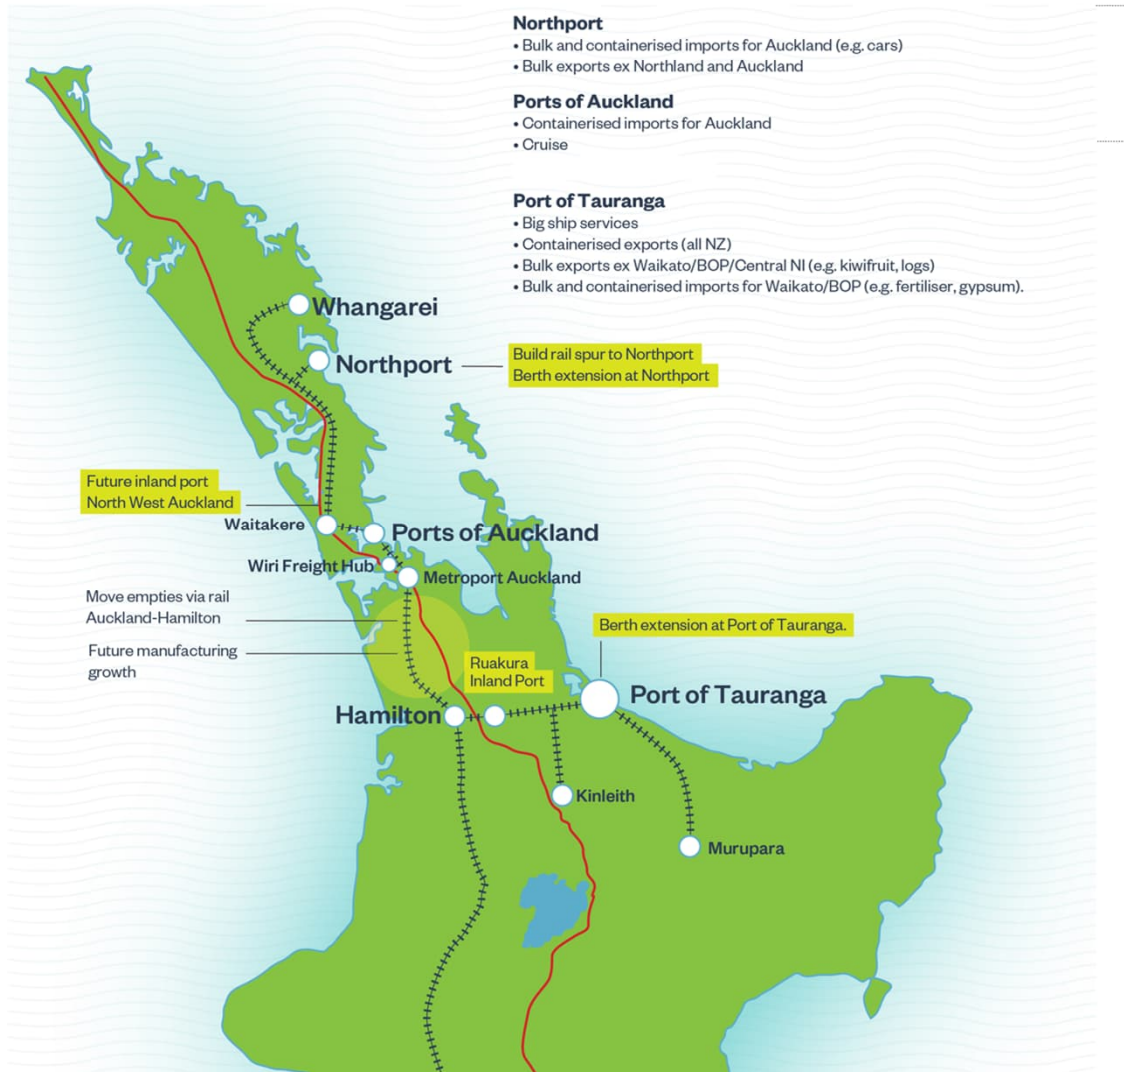 Northport
• Bulk and containerised imports for Auckland (e.g. cars)
• Bulk exports ex Northland and Auckland
Ports of Auckland
• Containerised imports for Auckland
• Cruise
Port of Tauranga
• Big ship services
• Containerised exports (all NZ)
• Bulk exports ex Waikato/BOP/Central NI (e.g. kiwifruit, logs)
• Bulk and containerised imports for Waikato/BOP (e.g. fertiliser, gypsum).
Whangarei
Northport
Build rail spur to Northport
Berth extension at Northport
Future inland port
North West Auckland
Waitakere
Ports of Auckland
Wiri Freight Hub
Metroport Auckland
Move empties via rail
Auckland-Hamilton
Future manufacturing
growth
Berth extension at Port of Tauranga.
Ruakura
Inland Port
Hamilton
Port of Tauranga
Kinleith
Murupara